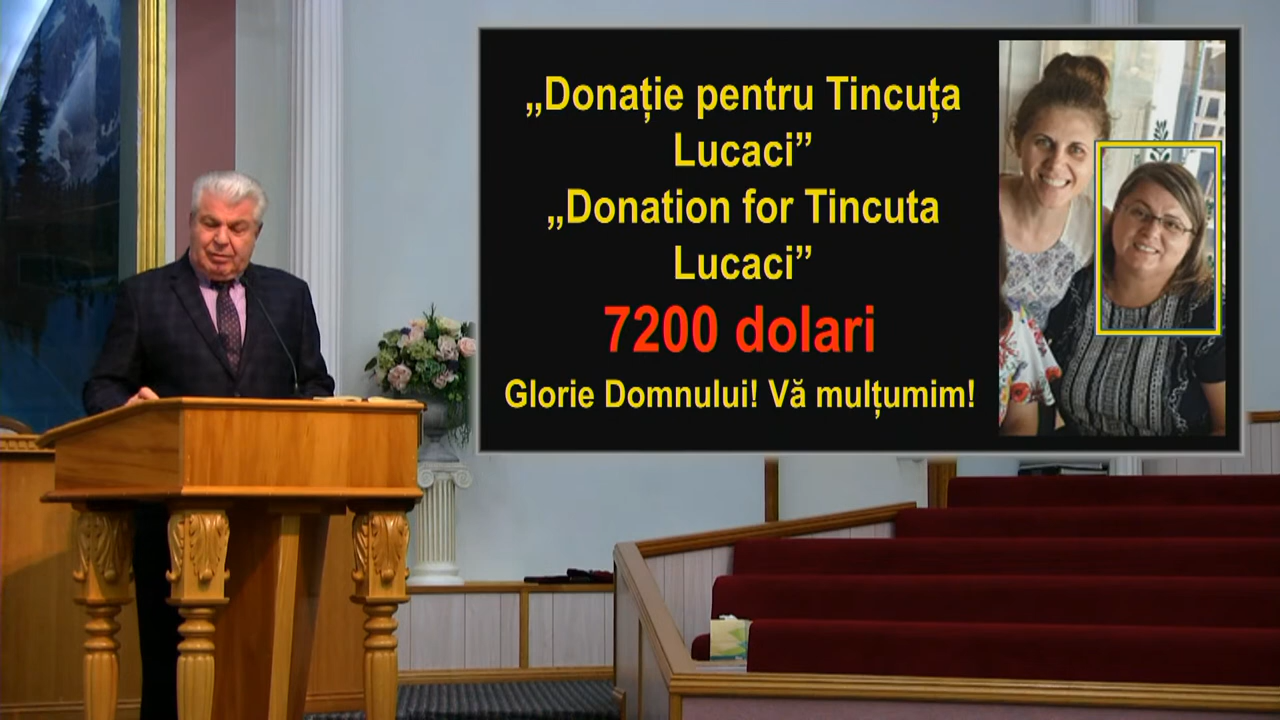 „Donație pentru Tincuța
Lucaci”
„Donation for Tincuta
Lucaci”
7200 dolari
Glorie Domnului! Vă mulțumim!